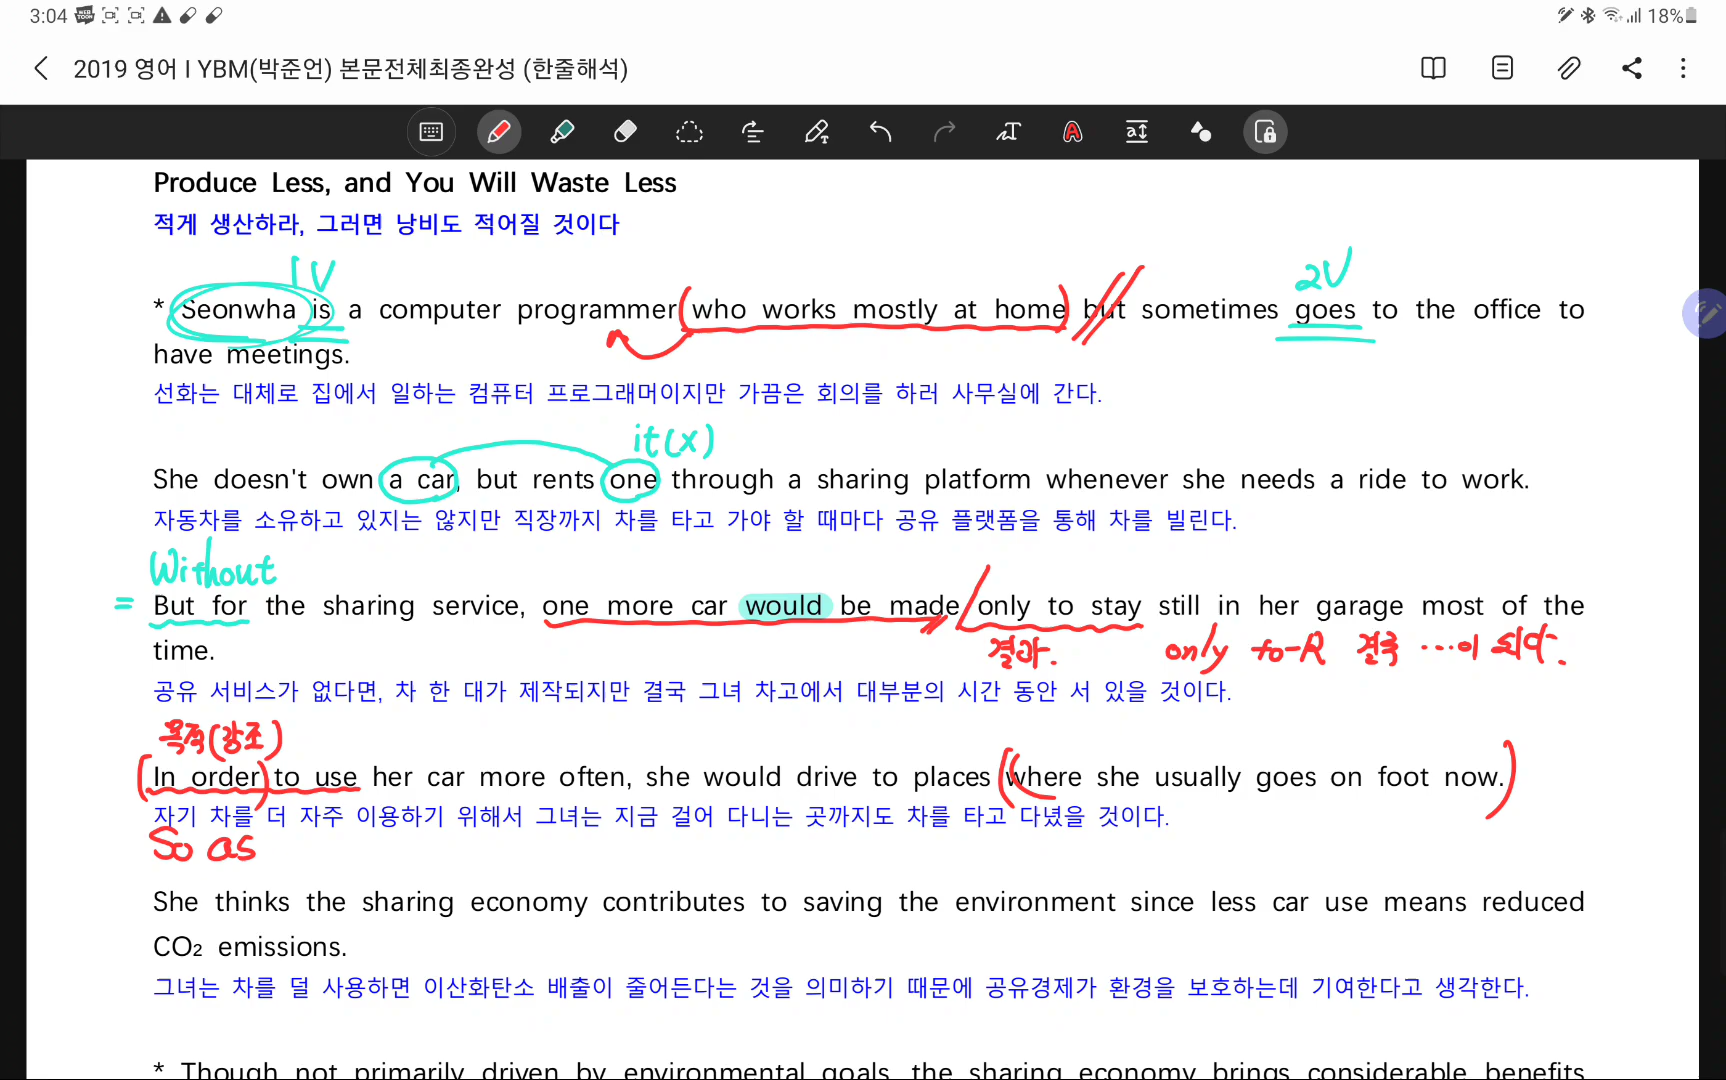 3:04 18%
2019 영어 I YBM(박준언) 본문전체최종완성 (한줄해석)
Produce Less, and You Will Waste Less
적게 생산하라, 그러면 낭비도 적어질 것이다
1V 2V
* Seonwha is a computer programmer (who works mostly at home) but sometimes goes to the office to
have meetings.
선화는 대체로 집에서 일하는 컴퓨터 프로그래머이지만 가끔은 회의를 하러 사무실에 간다.
it(x)
She doesn't own a car, but rents one through a sharing platform whenever she needs a ride to work.
자동차를 소유하고 있지는 않지만 직장까지 차를 타고 가야 할 때마다 공유 플랫폼을 통해 차를 빌린다.
Without
= But for the sharing service, one more car would be made / only to stay still in her garage most of the
time. 결과. only to-R 결국 …이 되다.
공유 서비스가 없다면, 차 한 대가 제작되지만 결국 그녀 차고에서 대부분의 시간 동안 서 있을 것이다.
목적(강조)
(In order) to use her car more often, she would drive to places (where she usually goes on foot now.)
자기 차를 더 자주 이용하기 위해서 그녀는 지금 걸어 다니는 곳까지도 차를 타고 다녔을 것이다.
So as
She thinks the sharing economy contributes to saving the environment since less car use means reduced
CO₂ emissions.
그녀는 차를 덜 사용하면 이산화탄소 배출이 줄어든다는 것을 의미하기 때문에 공유경제가 환경을 보호하는데 기여한다고 생각한다.
* Though not primarily driven by environmental goals, the sharing economy brings considerable benefits